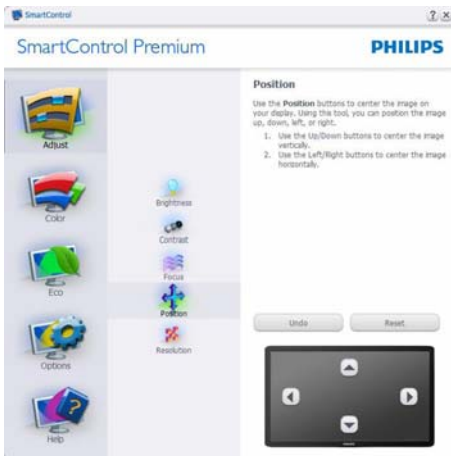 SmartControl
SmartControl Premium
PHILIPS
Adjust
Color
Eco
Options
Help
Brightness
Contrast
Focus
Position
Resolution
Position
Use the Position buttons to center the image on
your display. Using this tool, you can position the image
up, down, left, or right.
1. Use the Up/Down buttons to center the image
vertically.
2. Use the Left/Right buttons to center the image
horizontally.
Undo
Reset